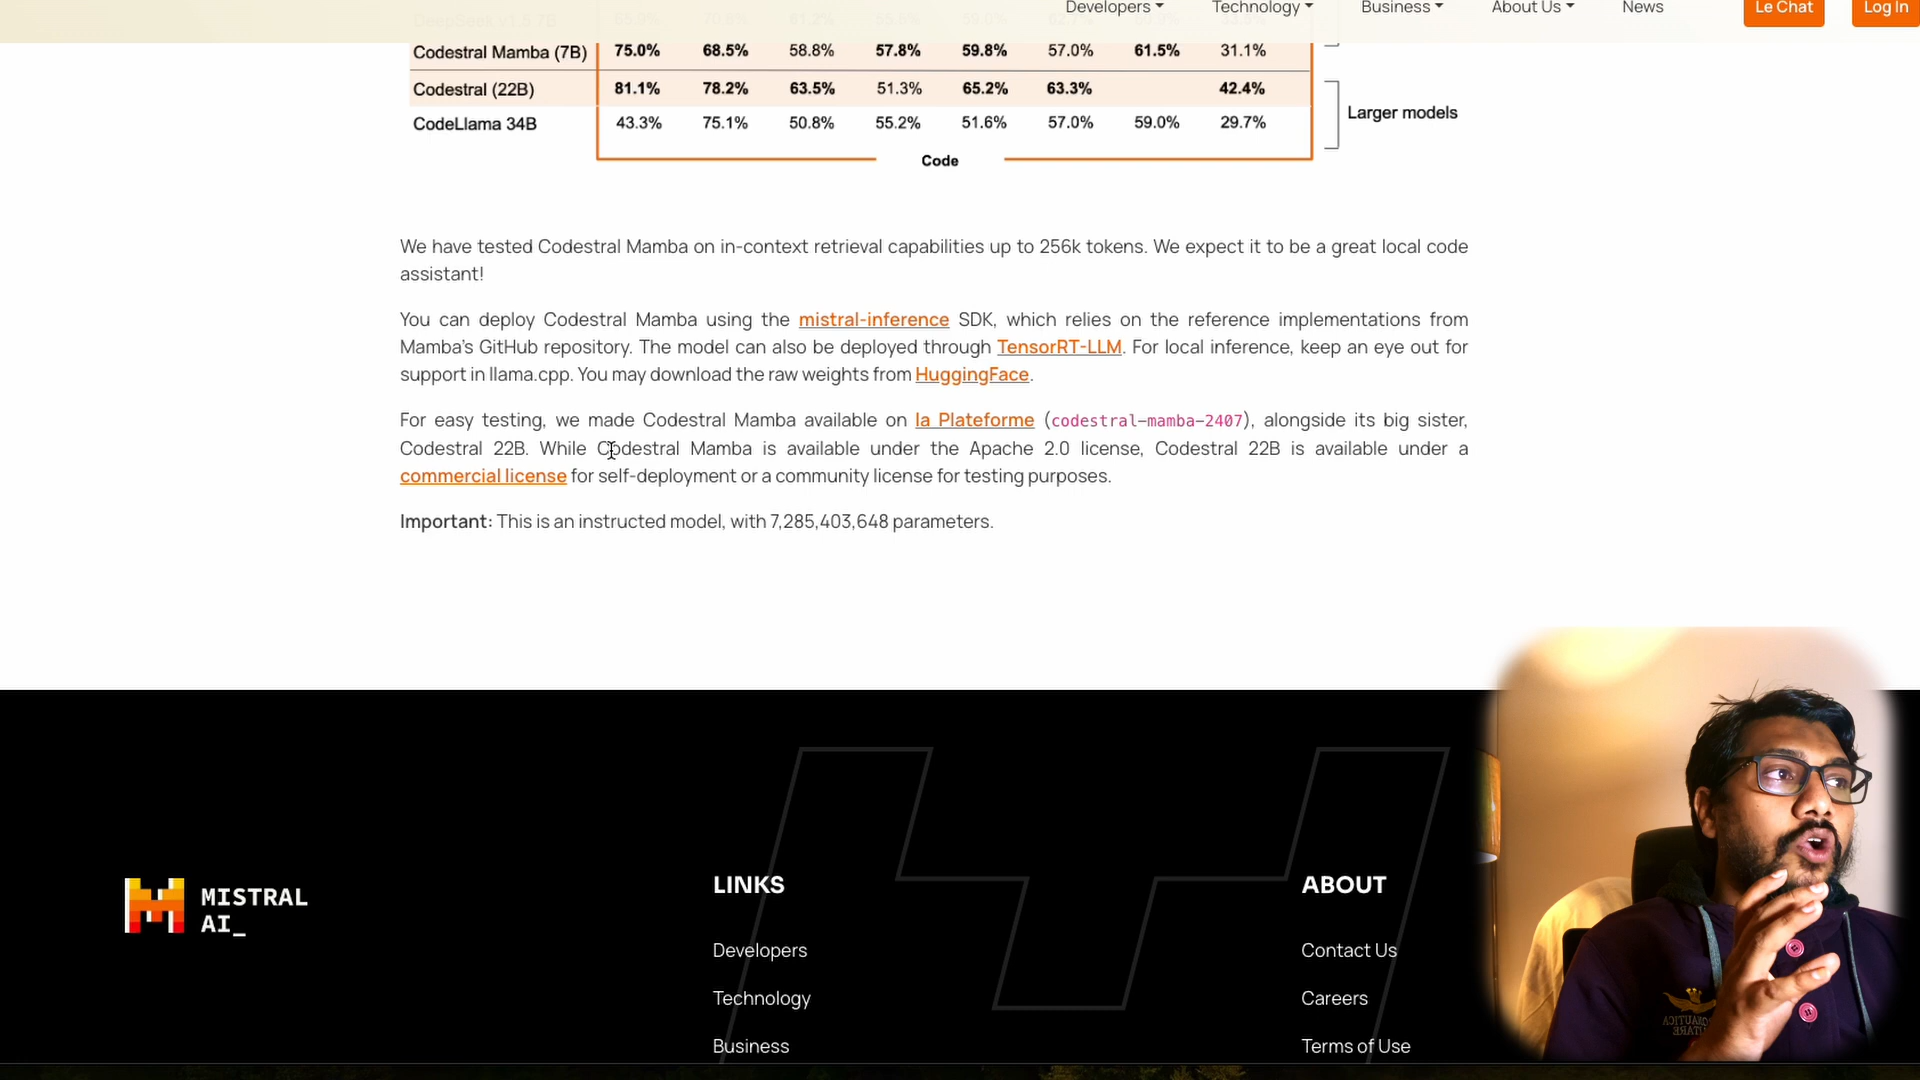 Developers Technology Business About Us News Le Chat Log In
DeepSeek v1.5 7B
Codestral Mamba (7B) 75.0% 68.5% 58.8% 57.8% 59.8% 57.0% 61.5% 31.1%
Codestral (22B) 81.1% 78.2% 63.5% 51.3% 65.2% 63.3% 42.4%
Larger models
CodeLlama 34B 43.3% 75.1% 50.8% 55.2% 51.6% 57.0% 59.0% 29.7%
Code
We have tested Codestral Mamba on in-context retrieval capabilities up to 256k tokens. We expect it to be a great local code
assistant!
You can deploy Codestral Mamba using the mistral-inference SDK, which relies on the reference implementations from
Mamba's GitHub repository. The model can also be deployed through TensorRT-LLM. For local inference, keep an eye out for
support in llama.cpp. You may download the raw weights from HuggingFace.
For easy testing, we made Codestral Mamba available on la Plateforme (codestral-mamba-2407), alongside its big sister,
Codestral 22B. While Codestral Mamba is available under the Apache 2.0 license, Codestral 22B is available under a
commercial license for self-deployment or a community license for testing purposes.
Important: This is an instructed model, with 7,285,403,648 parameters.
MISTRAL
AI_
LINKS
Developers
Technology
Business
ABOUT
Contact Us
Careers
Terms of Use